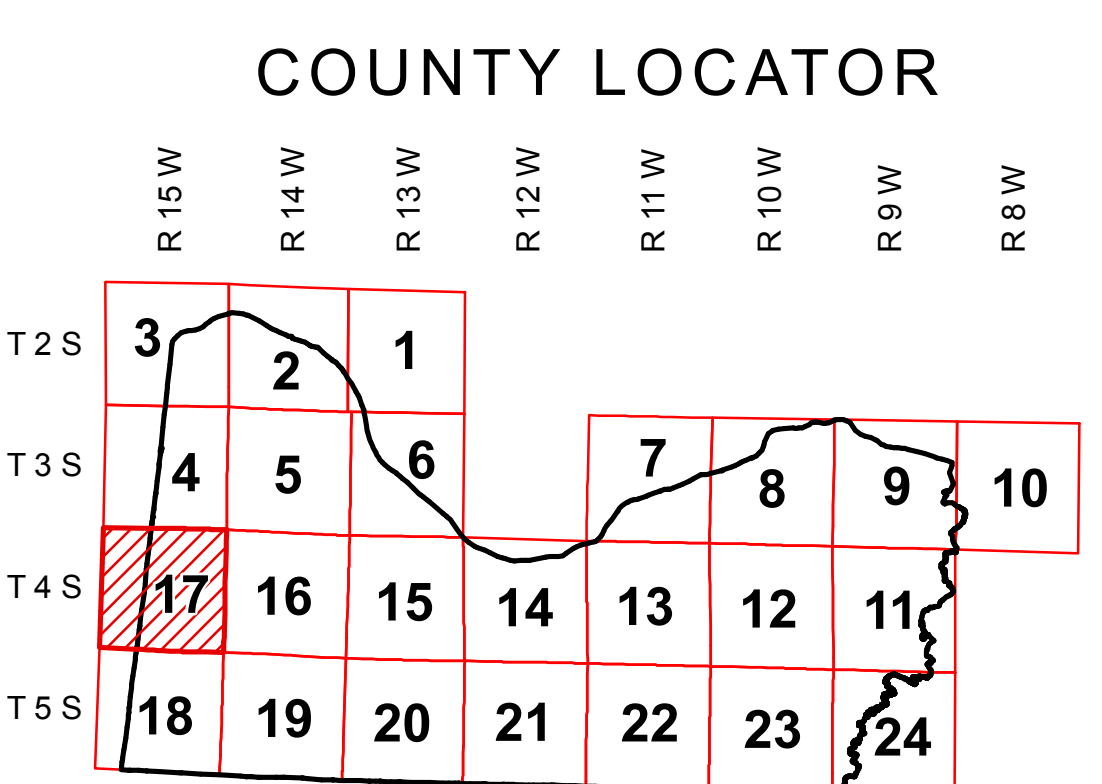 COUNTY LOCATOR
R 15 W R 14 W R 13 W R 12 W R 11 W R 10 W R 9 W R 8 W
T 2 S 3 2 1
T 3 S 4 5 6 7 8 9 10
T 4 S 17 16 15 14 13 12 11
T 5 S 18 19 20 21 22 23 24